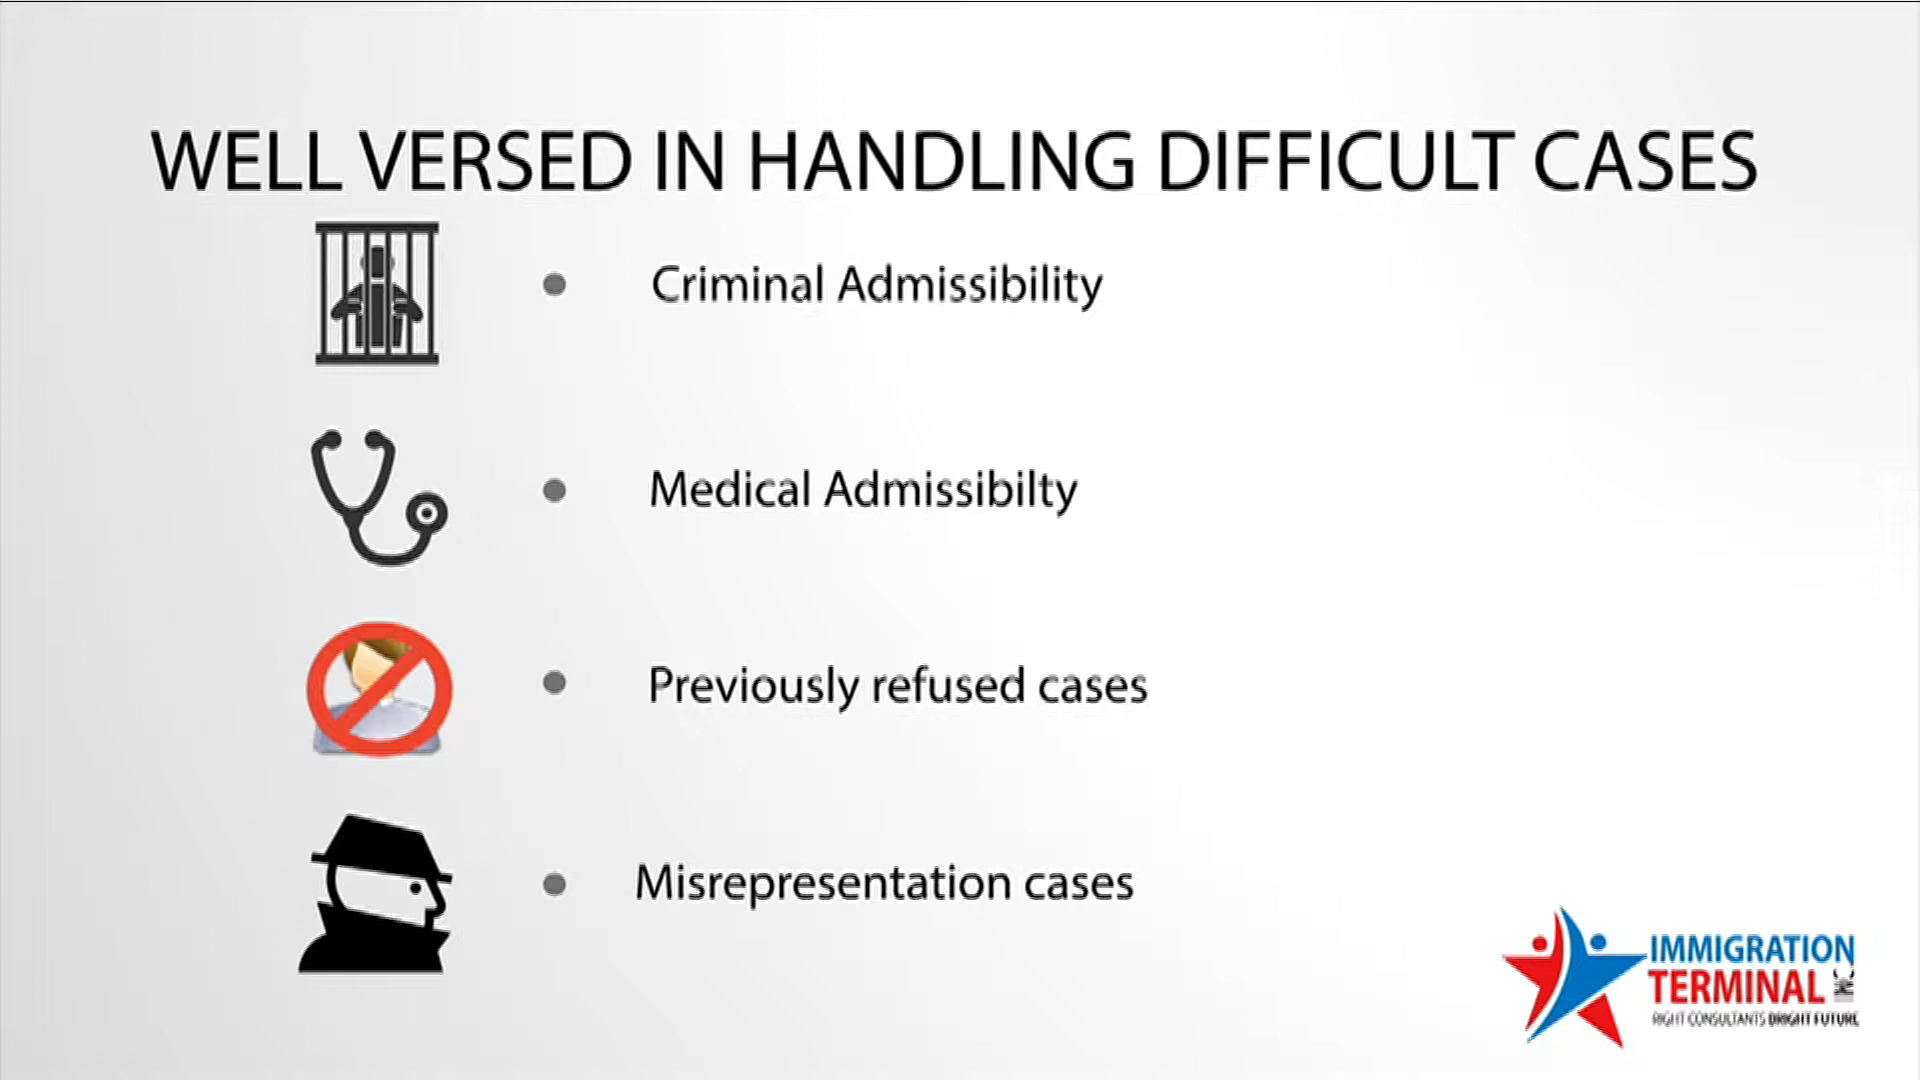 WELL VERSED IN HANDLING DIFFICULT CASES
Criminal Admissibility
Medical Admissibilty
Previously refused cases
Misrepresentation cases
IMMIGRATION
TERMINAL INC.
RIGHT CONSULTANTS BRIGHT FUTURE